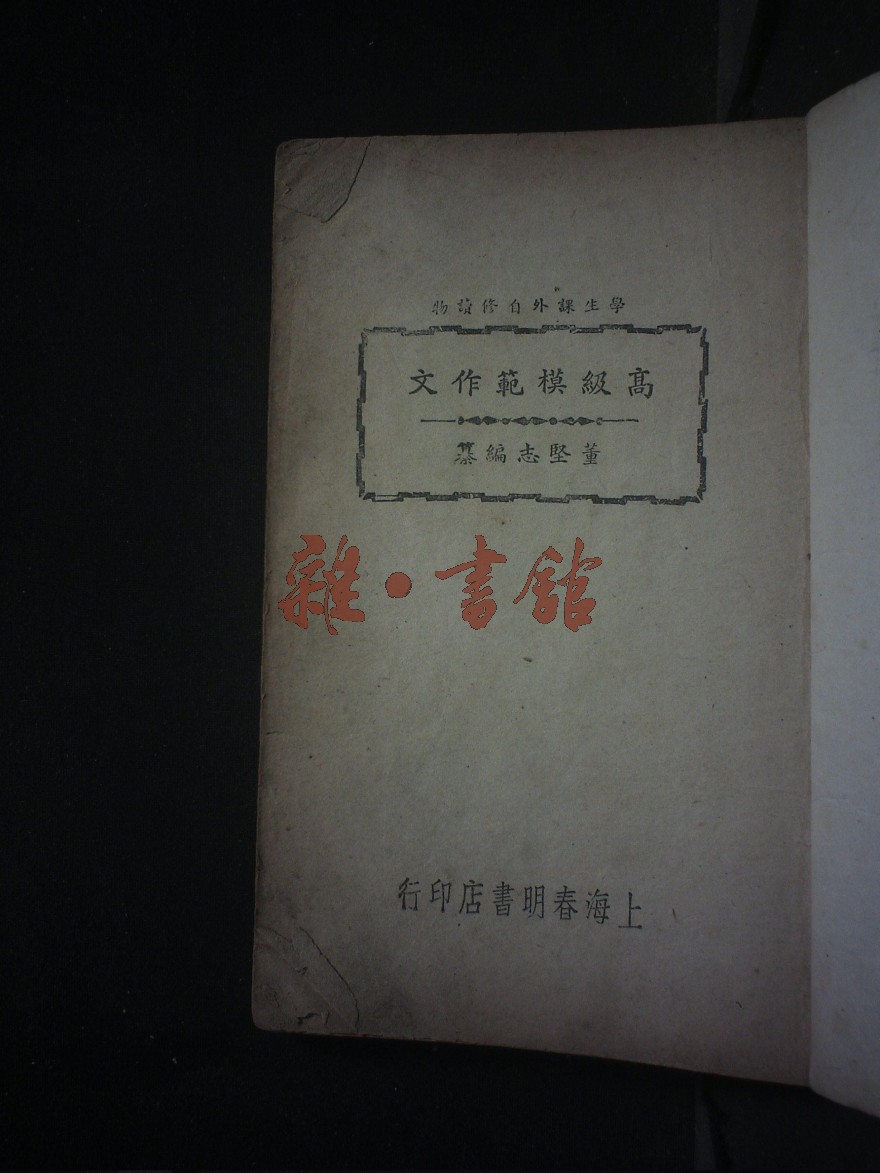 學生課外自修讀物
高級模範作文
董堅志編纂
雜·書館
上海春明書店印行